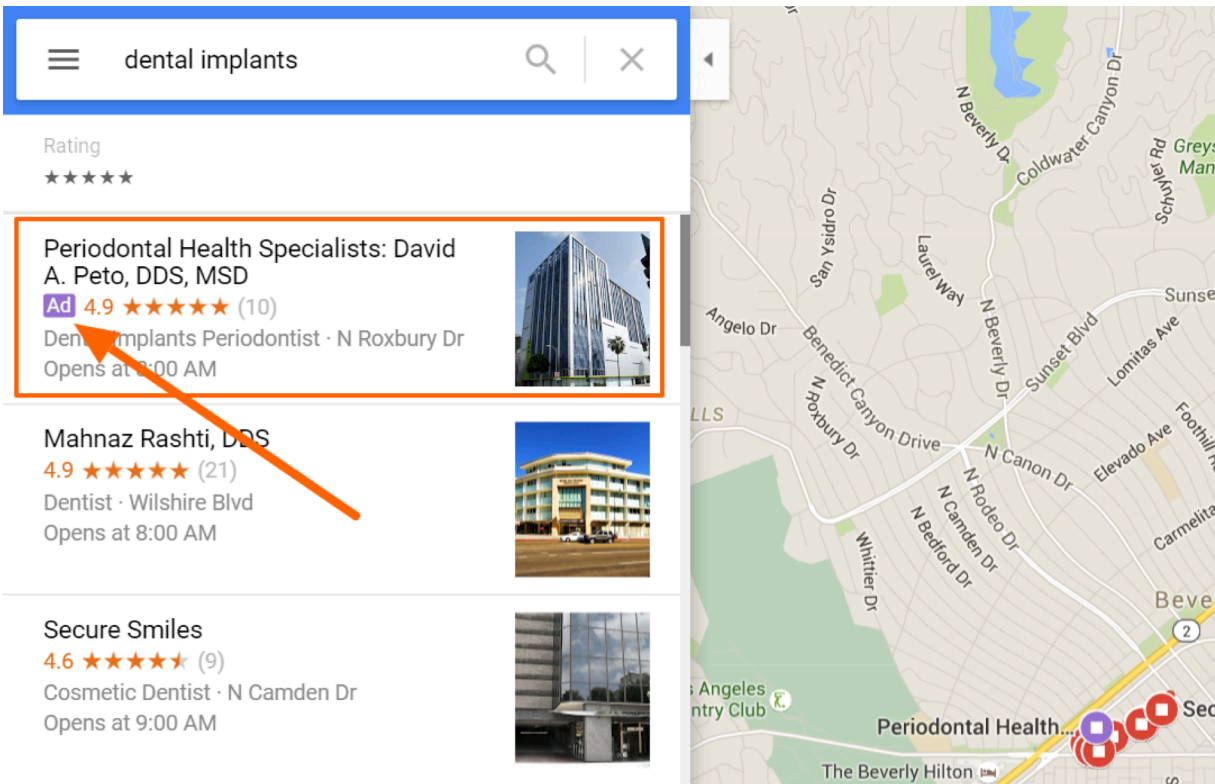 dental implants
Rating
★★★★★
Periodontal Health Specialists: David
A. Peto, DDS, MSD
Ad 4.9 ★★★★★ (10)
Implants Periodontist · N Roxbury Dr
Opens at 8:00 AM
Mahnaz Rashti, DDS
4.9 ★★★★★ (21)
Dentist · Wilshire Blvd
Opens at 8:00 AM
Secure Smiles
4.6 (9)
Cosmetic Dentist · N Camden Dr
Opens at 9:00 AM
N Beverly Dr
Coldwater Canyon Dr
Schuyler Rd
Greys
Man
San Ysidro Dr
Laurel Way
N Beverly Dr
Sunse
Angelo Dr
Benedict Canyon Drive
Sunset Blvd
Lomitas Ave
N Roxbury Dr
LLS
Foothill
Elevado Ave
N Canon Dr
N Rodeo Dr
N Camden Dr
N Bedford Dr
Carmelita
Whittier Dr
Beve
2
Angeles
ntry Club
Periodontal Health...
Sec
The Beverly Hilton